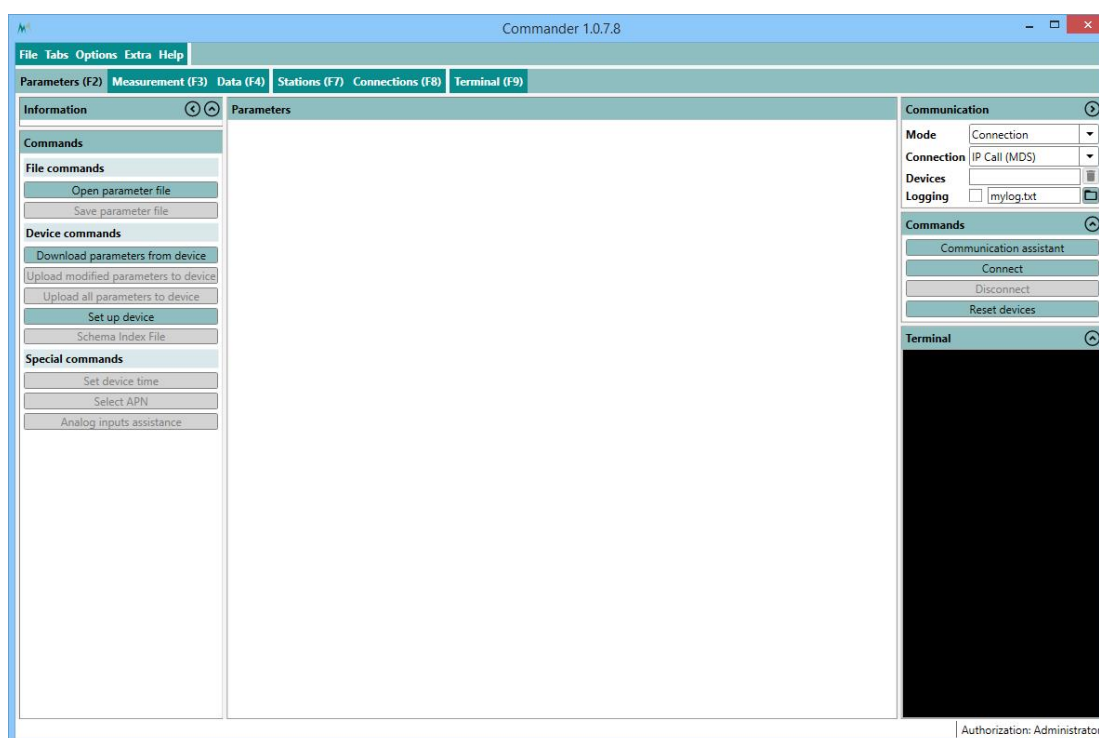 Commander 1.0.7.8
File Tabs Options Extra Help
Parameters (F2) Measurement (F3) Data (F4) Stations (F7) Connections (F8) Terminal (F9)
Information
Commands
File commands
Open parameter file
Save parameter file
Device commands
Download parameters from device
Upload modified parameters to device
Upload all parameters to device
Set up device
Schema Index File
Special commands
Set device time
Select APN
Analog inputs assistance
Parameters
Communication
Mode Connection
Connection IP Call (MDS)
Devices
Logging mylog.txt
Commands
Communication assistant
Connect
Disconnect
Reset devices
Terminal
Authorization: Administrator